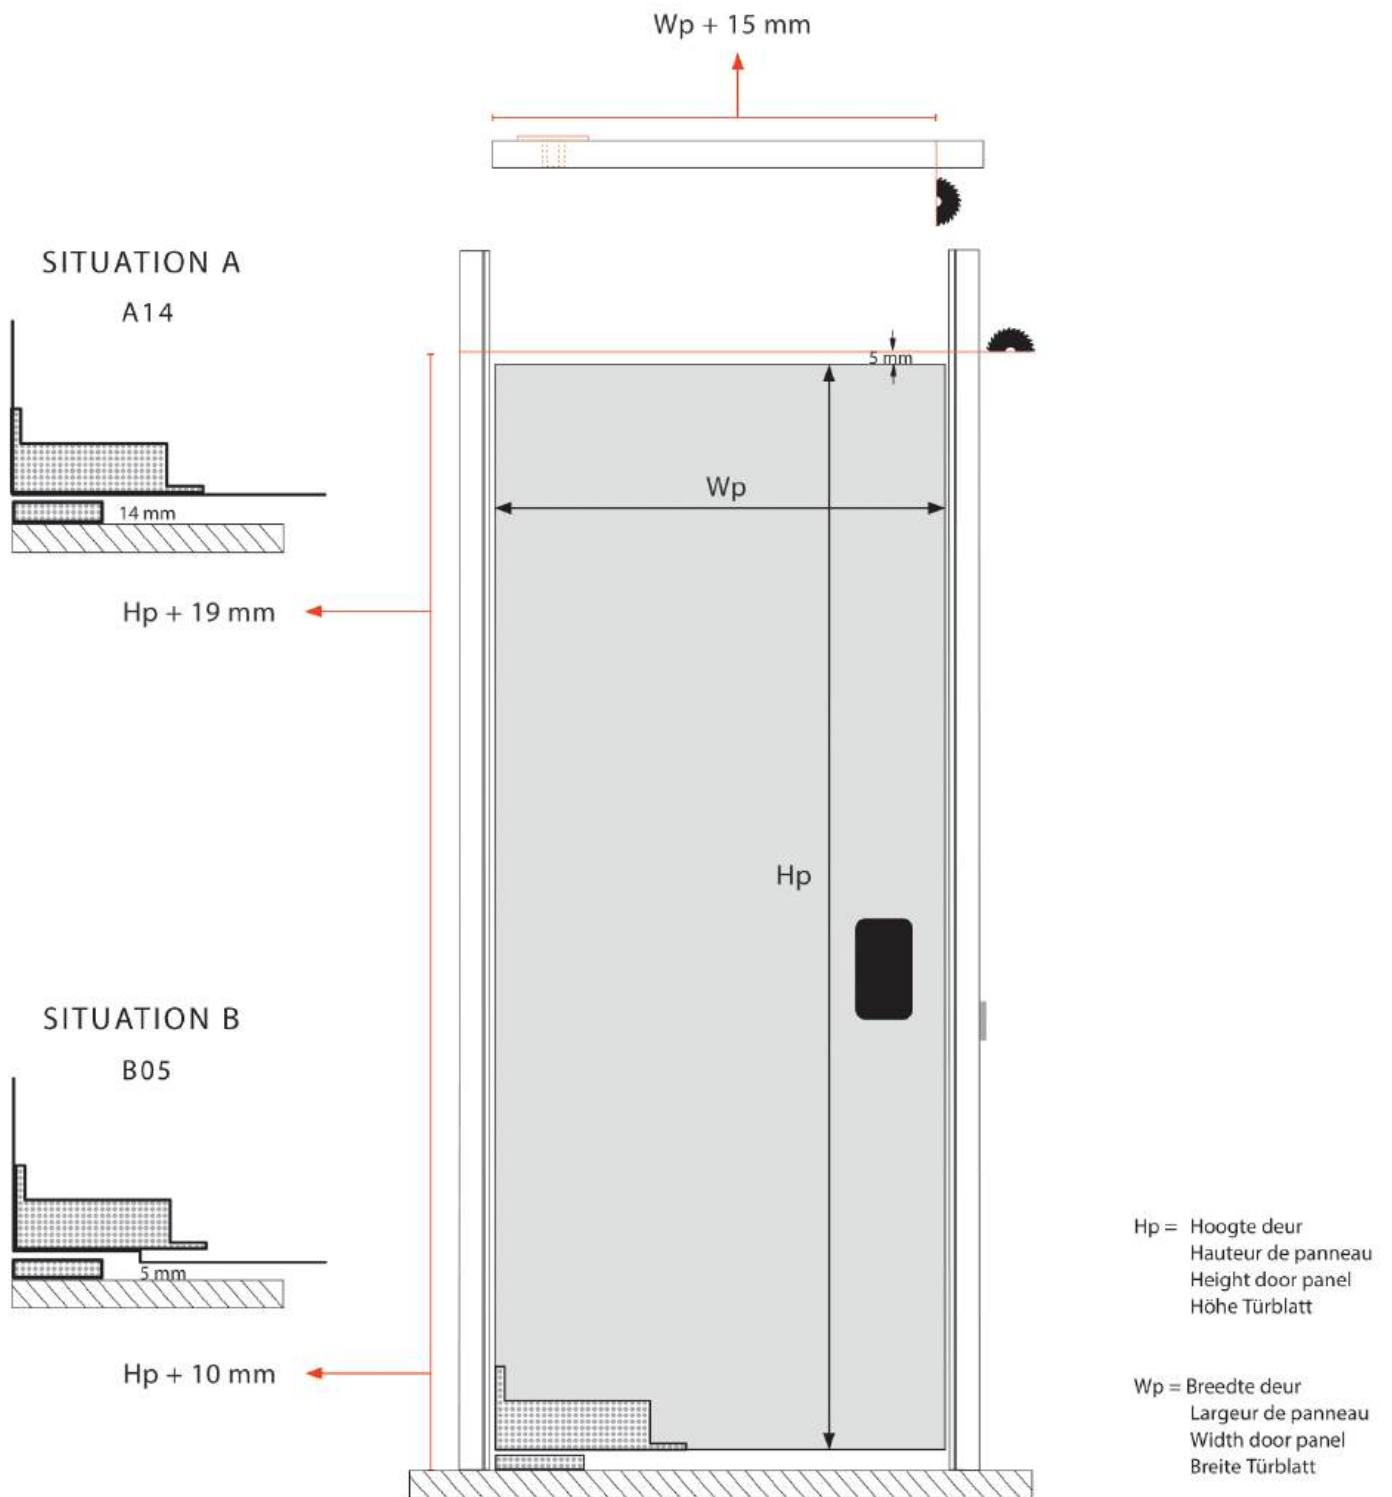 Wp + 15 mm
SITUATION A
A14
5 mm
Wp
14 mm
Hp + 19 mm
Hp
SITUATION B
B05
5 mm
Hp + 10 mm
Hp = Hoogte deur
Hauteur de panneau
Height door panel
Höhe Türblatt
Wp = Breedte deur
Largeur de panneau
Width door panel
Breite Türblatt